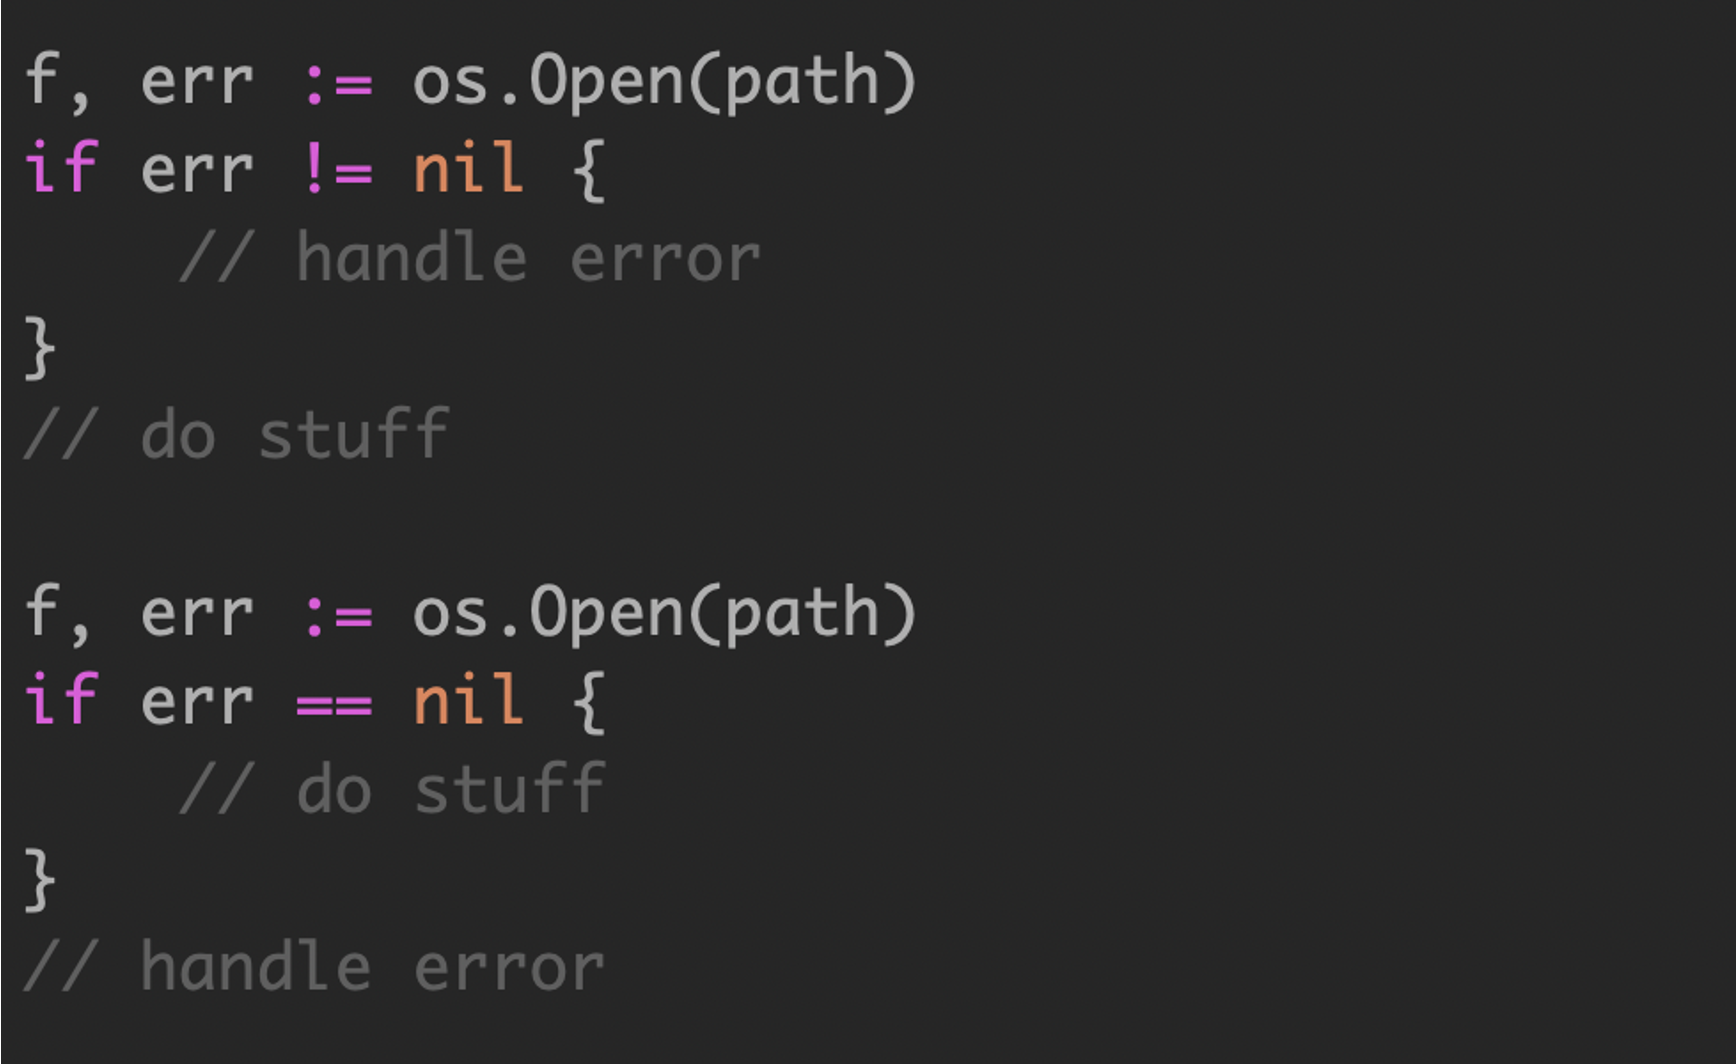 f, err := os.Open(path)
if err != nil {
    // handle error
}
// do stuff

f, err := os.Open(path)
if err == nil {
    // do stuff
}
// handle error